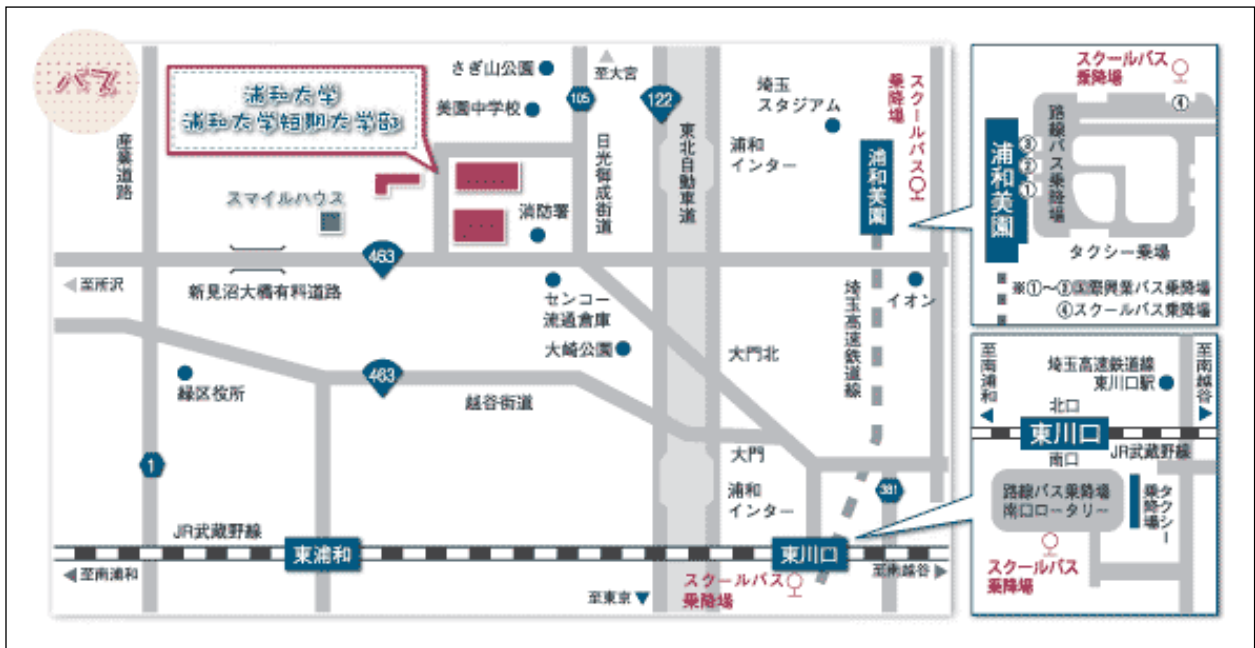 バス
浦和大学
浦和大学短期大学部
さぎ山公園
美園中学校
至大宮
105
122
埼玉
スタジアム
スクールバス
乗降場
産業道路
日光御成街道
東北自動車道
浦和
インター
浦和美園
スマイルハウス
消防署
463
至所沢
新見沼大橋有料道路
センコー
流通倉庫
大崎公園
イオン
埼玉高速鉄道線
大門北
緑区役所
463
越谷街道
大門
浦和
インター
1
381
JR武蔵野線
東浦和
東川口
至南浦和
至南越谷
スクールバス
乗降場
至東京
スクールバス
乗降場
④
路線バス乗降場
浦和美園
③
②
①
タクシー乗場
※①～③国際興業バス乗降場
④スクールバス乗降場
至南浦和
埼玉高速鉄道線
東川口駅
至南越谷
北口
東川口
JR武蔵野線
南口
路線バス乗降場
南口ロータリー
タクシー
乗降場
スクールバス
乗降場